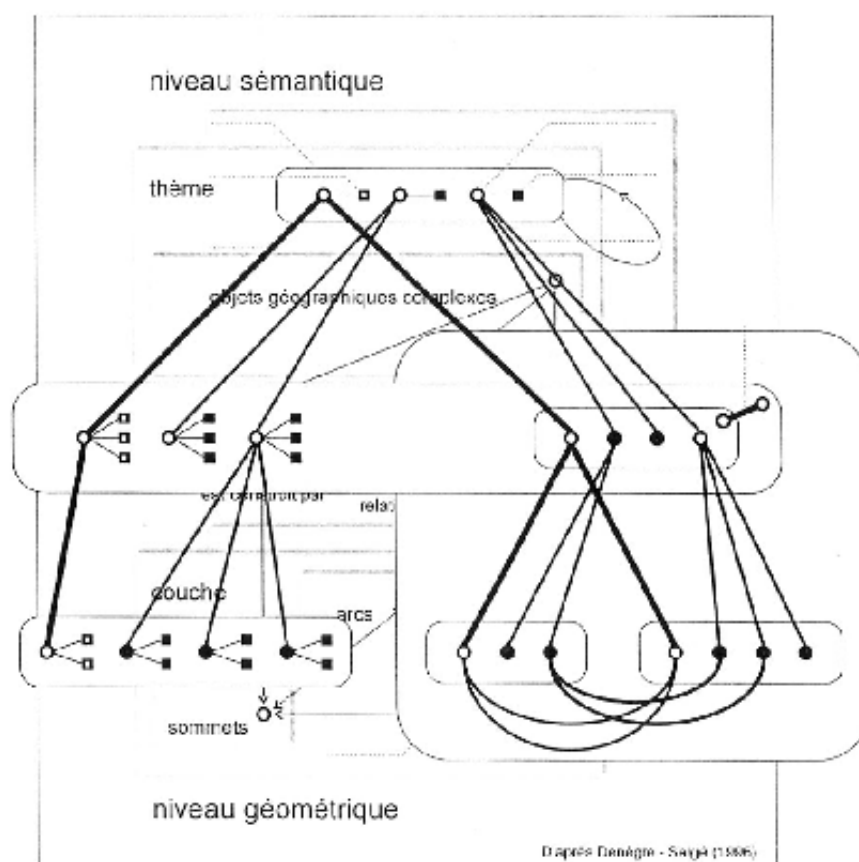 niveau sémantique
thème
objets géographiques complexes
est construit par
relat
couche
arcs
sommets
niveau géométrique
D'après Denègre - Salgé (1996)